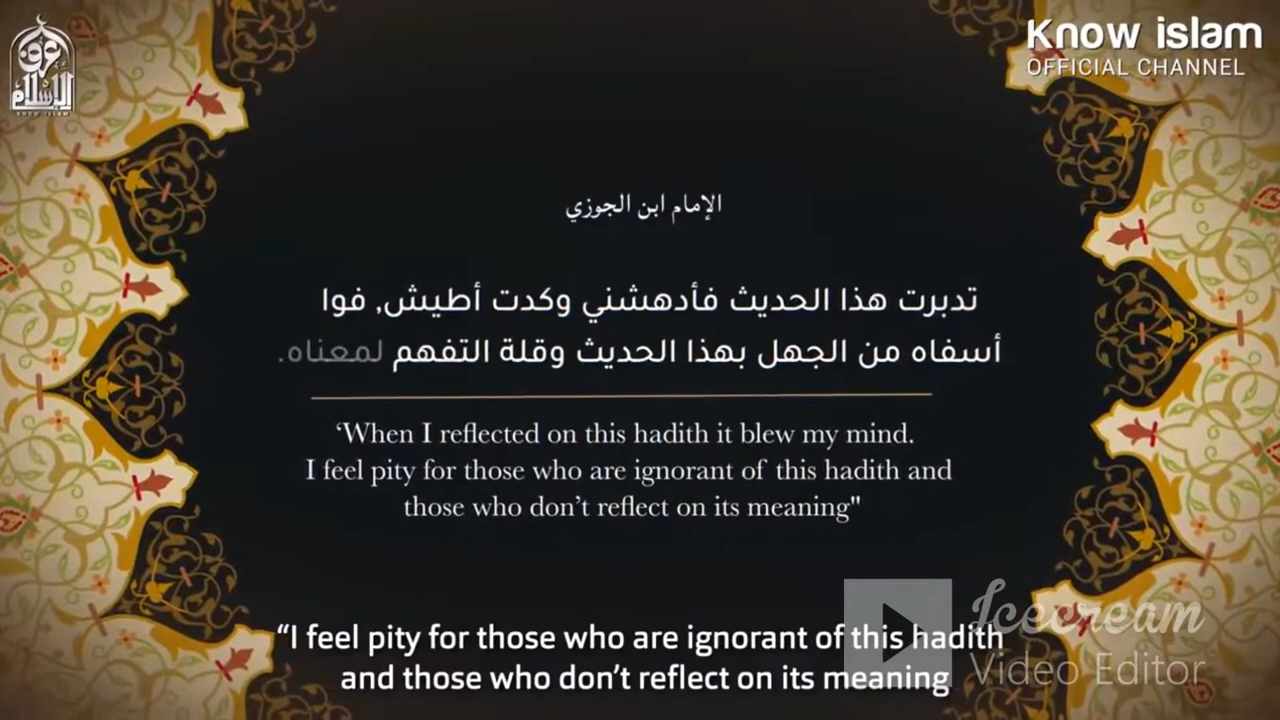 Know islam
OFFICIAL CHANNEL
KNOW ISLAM
الإمام ابن الجوزي
تدبرت هذا الحديث فأدهشني وكدت أطيش, فوا
أسفاه من الجهل بهذا الحديث وقلة التفهم لمعناه.
‘When I reflected on this hadith it blew my mind.
I feel pity for those who are ignorant of this hadith and
those who don’t reflect on its meaning"
“I feel pity for those who are ignorant of this hadith
and those who don’t reflect on its meaning
Icecream
Video Editor